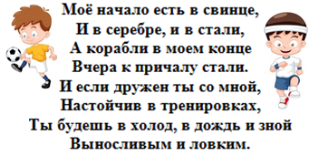 Моё начало есть в свинце,
И в серебре, и в стали,
А корабли в моем конце
Вчера к причалу стали.
И если дружен ты со мной,
Настойчив в тренировках,
Ты будешь в холод, в дождь и зной
Выносливым и ловким.